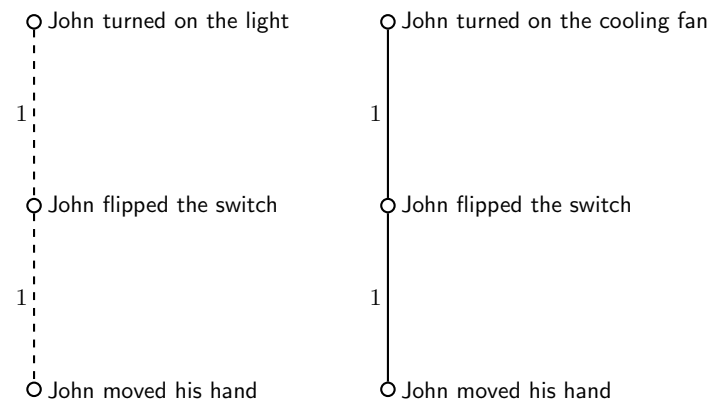 John turned on the light
John turned on the cooling fan
1
1
John flipped the switch
John flipped the switch
1
1
John moved his hand
John moved his hand